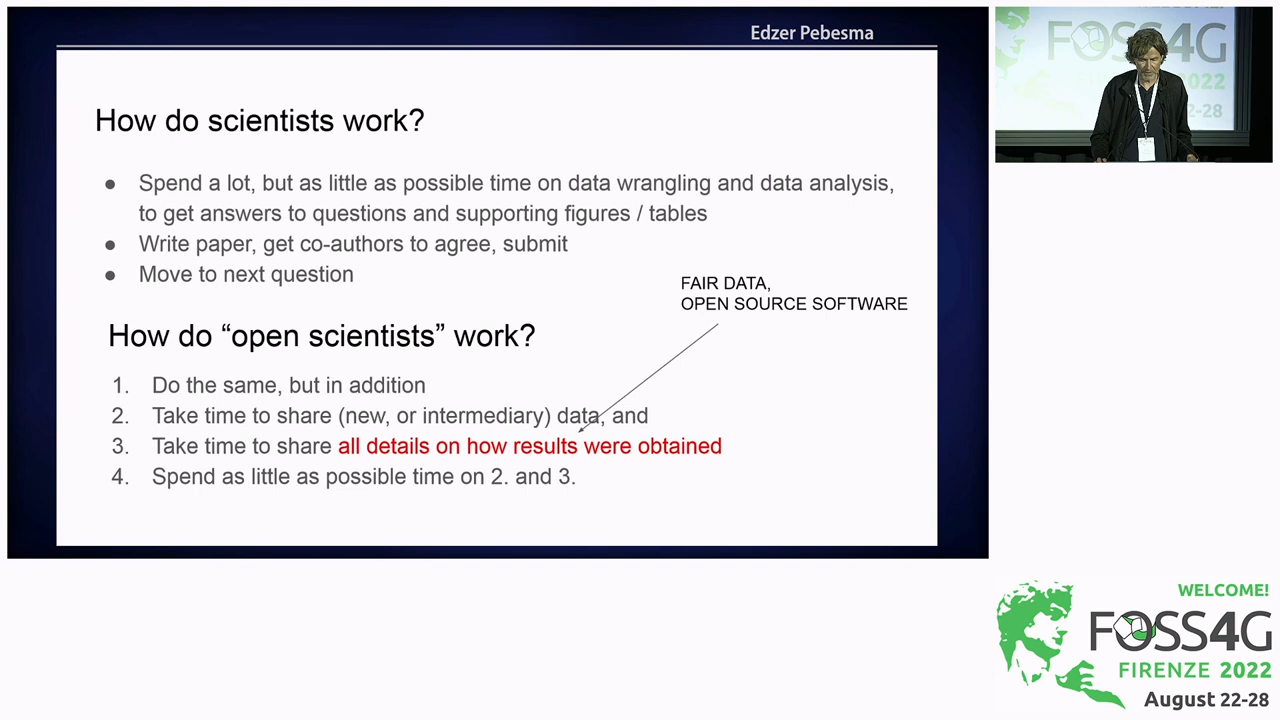 Edzer Pebesma
How do scientists work?
● Spend a lot, but as little as possible time on data wrangling and data analysis,
to get answers to questions and supporting figures / tables
● Write paper, get co-authors to agree, submit
● Move to next question
FAIR DATA,
OPEN SOURCE SOFTWARE
How do “open scientists” work?
1. Do the same, but in addition
2. Take time to share (new, or intermediary) data, and
3. Take time to share all details on how results were obtained
4. Spend as little as possible time on 2. and 3.
FOSS4G
2022
2-28
WELCOME!
FOSS4G
FIRENZE 2022
August 22-28